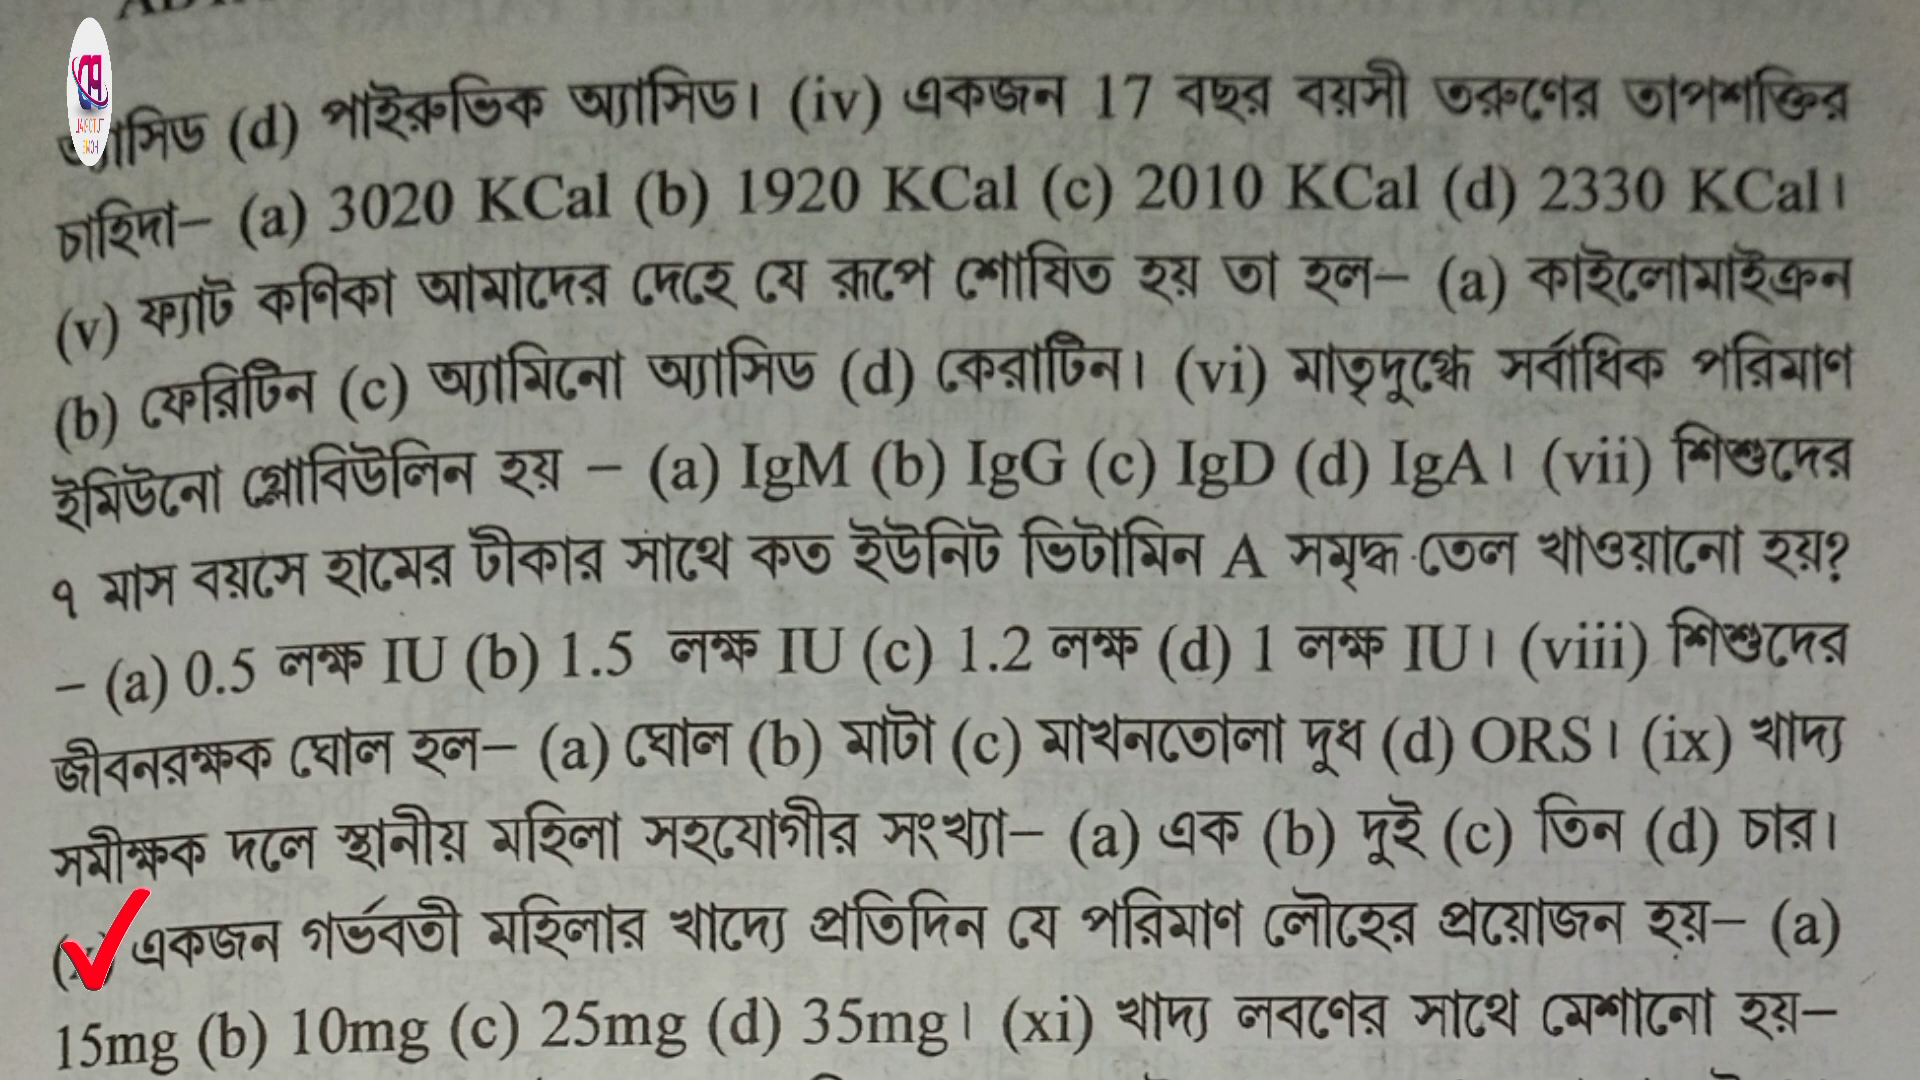 অ্যাসিড (d) পাইরুভিক অ্যাসিড। (iv) একজন 17 বছর বয়সী তরুণের তাপশক্তির
চাহিদা– (a) 3020 KCal (b) 1920 KCal (c) 2010 KCal (d) 2330 KCal।
(v) ফ্যাট কণিকা আমাদের দেহে যে রূপে শোষিত হয় তা হল– (a) কাইলোমাইক্রন
(b) ফেরিটিন (c) অ্যামিনো অ্যাসিড (d) কেরাটিন। (vi) মাতৃদুগ্ধে সর্বাধিক পরিমাণ
ইমিউনো গ্লোবিউলিন হয় – (a) IgM (b) IgG (c) IgD (d) IgA। (vii) শিশুদের
৭ মাস বয়সে হামের টীকার সাথে কত ইউনিট ভিটামিন A সমৃদ্ধ তেল খাওয়ানো হয়?
– (a) 0.5 লক্ষ IU (b) 1.5 লক্ষ IU (c) 1.2 লক্ষ (d) 1 লক্ষ IU। (viii) শিশুদের
জীবনরক্ষক ঘোল হল– (a) ঘোল (b) মাটা (c) মাখনতোলা দুধ (d) ORS। (ix) খাদ্য
সমীক্ষক দলে স্থানীয় মহিলা সহযোগীর সংখ্যা– (a) এক (b) দুই (c) তিন (d) চার।
একজন গর্ভবতী মহিলার খাদ্যে প্রতিদিন যে পরিমাণ লৌহের প্রয়োজন হয়– (a)
15mg (b) 10mg (c) 25mg (d) 35mg। (xi) খাদ্য লবণের সাথে মেশানো হয়–